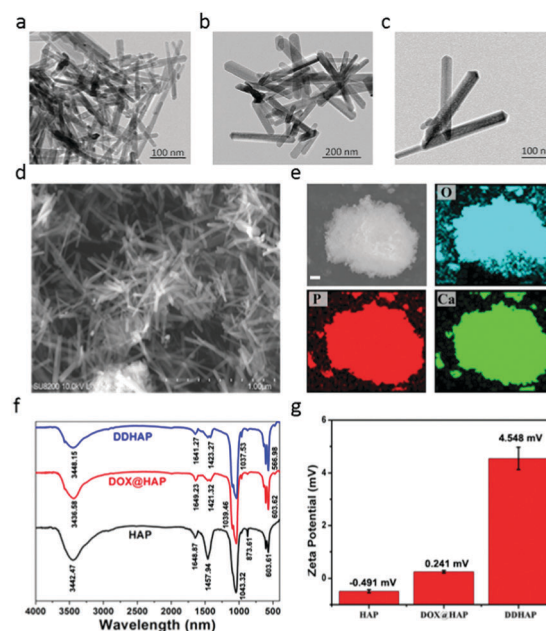 a b c
100 nm 200 nm 100 nm
d e
O
P Ca
SU8200 10.0kV
1.00um
f g
DDHAP
3448.15 1641.27 1423.27 1037.53 566.98
DOX@HAP
3436.58 1649.23 1421.32 1039.46 603.62
HAP
3442.47 1648.87 1457.94 1043.32 873.61 603.61
4000 3500 3000 2500 2000 1500 1000 500
Wavelength (nm)
Zeta Potential (mV)
6
4
2
0
-0.491 mV
0.241 mV
4.548 mV
HAP DOX@HAP DDHAP